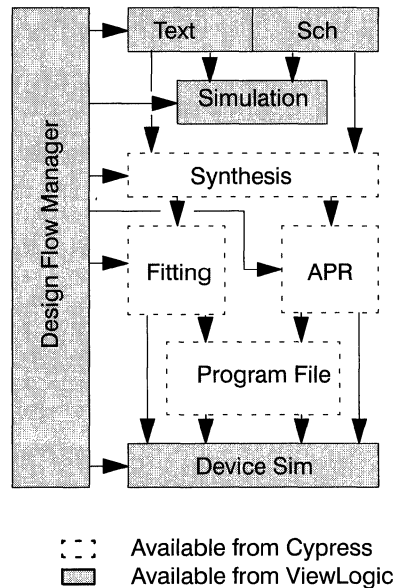 Design Flow Manager
Text Sch
Simulation
Synthesis
Fitting APR
Program File
Device Sim
Available from Cypress
Available from ViewLogic